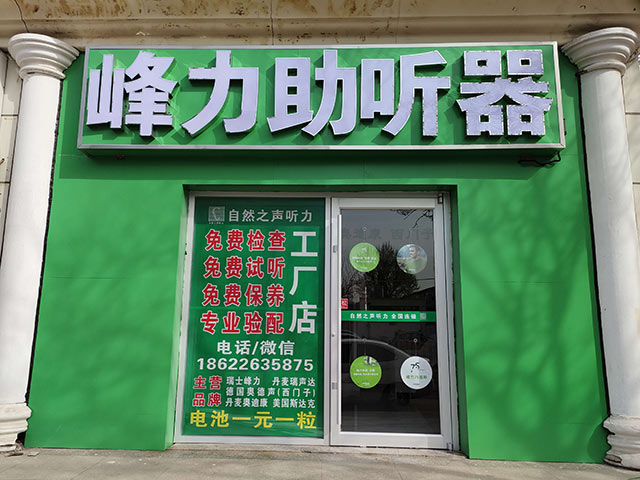 峰力助听器
自然之声听力
免费检查
免费试听
免费保养
专业验配
工厂店
电话/微信
18622635875
主营品牌
瑞士峰力 丹麦瑞声达
德国奥德声(西门子)
丹麦奥迪康 美国斯达克
电池一元一粒
自然之声听力 全国连锁